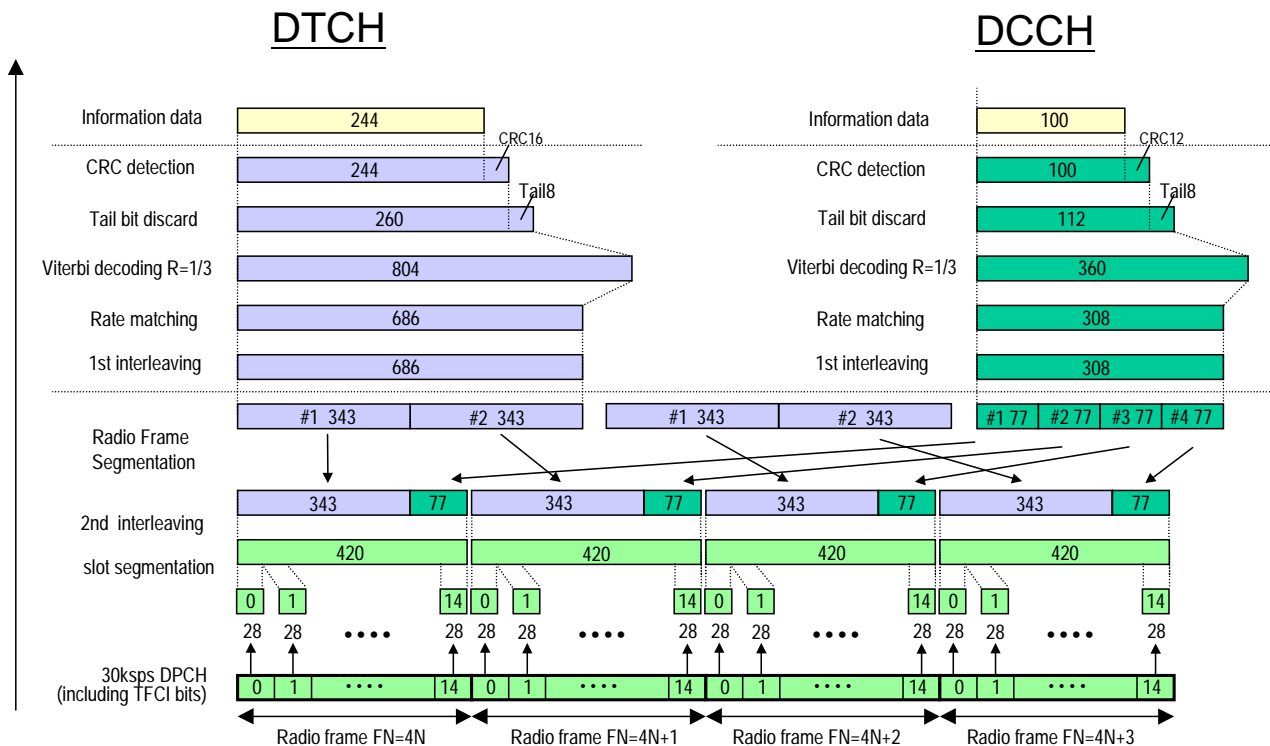 DTCH DCCH
Information data 244 Information data 100
CRC16 CRC12
CRC detection 244 CRC detection 100
Tail8 Tail8
Tail bit discard 260 Tail bit discard 112
Viterbi decoding R=1/3 804 Viterbi decoding R=1/3 360
Rate matching 686 Rate matching 308
1st interleaving 686 1st interleaving 308
#1 343 #2 343 #1 343 #2 343 #1 77 #2 77 #3 77 #4 77
Radio Frame
Segmentation
343 77 343 77 343 77 343 77
2nd interleaving
420 420 420 420
slot segmentation
0 1 14 0 1 14 0 1 14 0 1 14
28 28 •••• 28 28 28 •••• 28 28 28 •••• 28 28 28 •••• 28
30ksps DPCH
(including TFCI bits)
0 1 •••• 14 0 1 •••• 14 0 1 •••• 14 0 1 •••• 14
Radio frame FN=4N Radio frame FN=4N+1 Radio frame FN=4N+2 Radio frame FN=4N+3